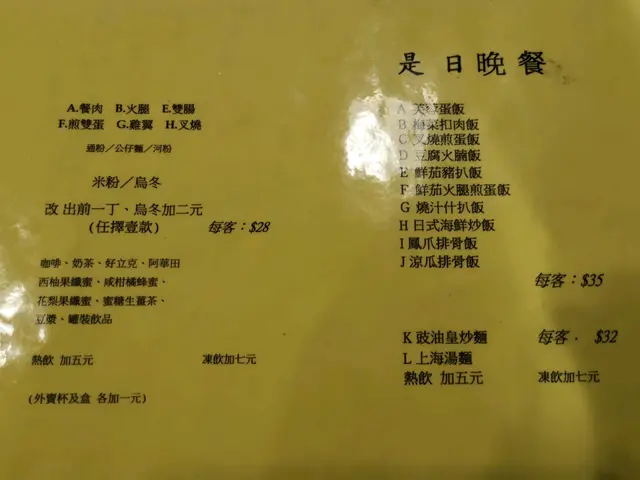 A.餐肉 B.火腿 E.雙腸
F.煎雙蛋 G.雞翼 H.叉燒
通粉／公仔麵／河粉
米粉／烏冬
改 出前一丁、烏冬加二元
(任擇壹款) 每客：$28
咖啡、奶茶、好立克、阿華田
西柚果纖蜜、咸柑橘蜂蜜、
花梨果纖蜜、蜜糖生薑茶、
豆漿、罐裝飲品
熱飲 加五元 凍飲加七元
(外賣杯及盒 各加一元)
是日晚餐
A 蛋飯
B 梅菜扣肉飯
C 叉燒煎蛋飯
D 豆腐火腩飯
E 鮮茄豬扒飯
F 鮮茄火腿煎蛋飯
G 燒汁什扒飯
H 日式海鮮炒飯
I 鳳爪排骨飯
J 涼瓜排骨飯
每客：$35
K 豉油皇炒麵 每客． $32
L 上海湯麵
熱飲 加五元 凍飲加七元